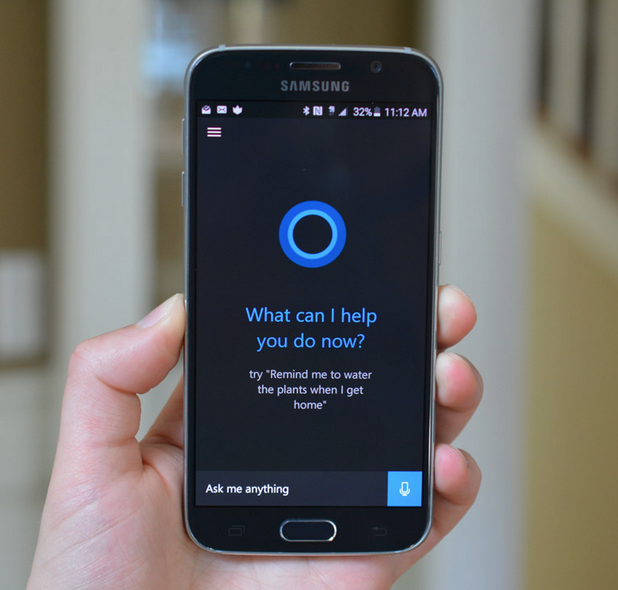 SAMSUNG
32% 11:12 AM
What can I help
you do now?
try "Remind me to water
the plants when I get
home"
Ask me anything